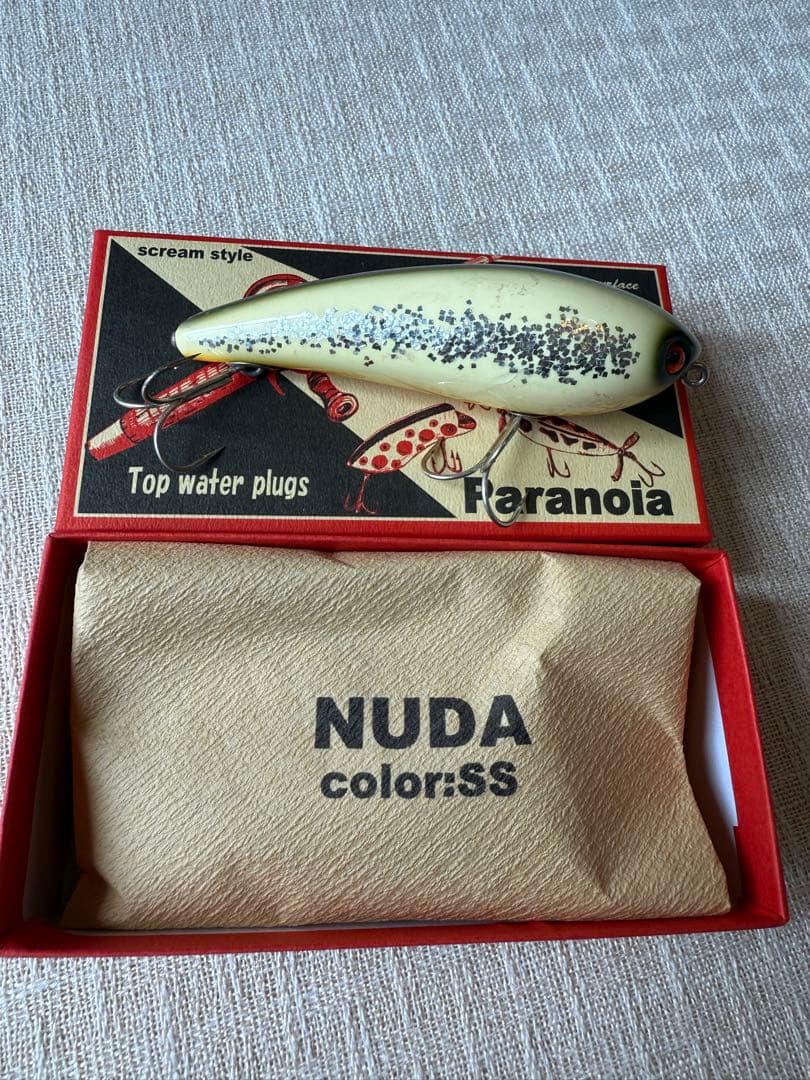 scream style
Top water plugs
Paranoia
NUDA
color:SS